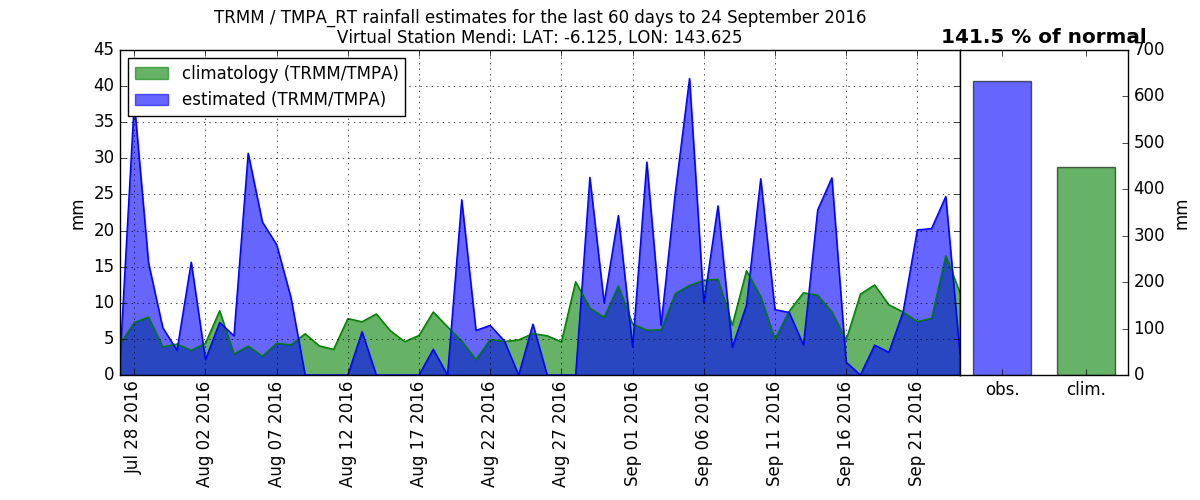 TRMM / TMPA_RT rainfall estimates for the last 60 days to 24 September 2016
Virtual Station Mendi: LAT: -6.125, LON: 143.625
141.5 % of normal
climatology (TRMM/TMPA)
estimated (TRMM/TMPA)
mm
45
40
35
30
25
20
15
10
5
0
Jul 28 2016
Aug 02 2016
Aug 07 2016
Aug 12 2016
Aug 17 2016
Aug 22 2016
Aug 27 2016
Sep 01 2016
Sep 06 2016
Sep 11 2016
Sep 16 2016
Sep 21 2016
obs.
clim.
700
600
500
400
300
200
100
0
mm